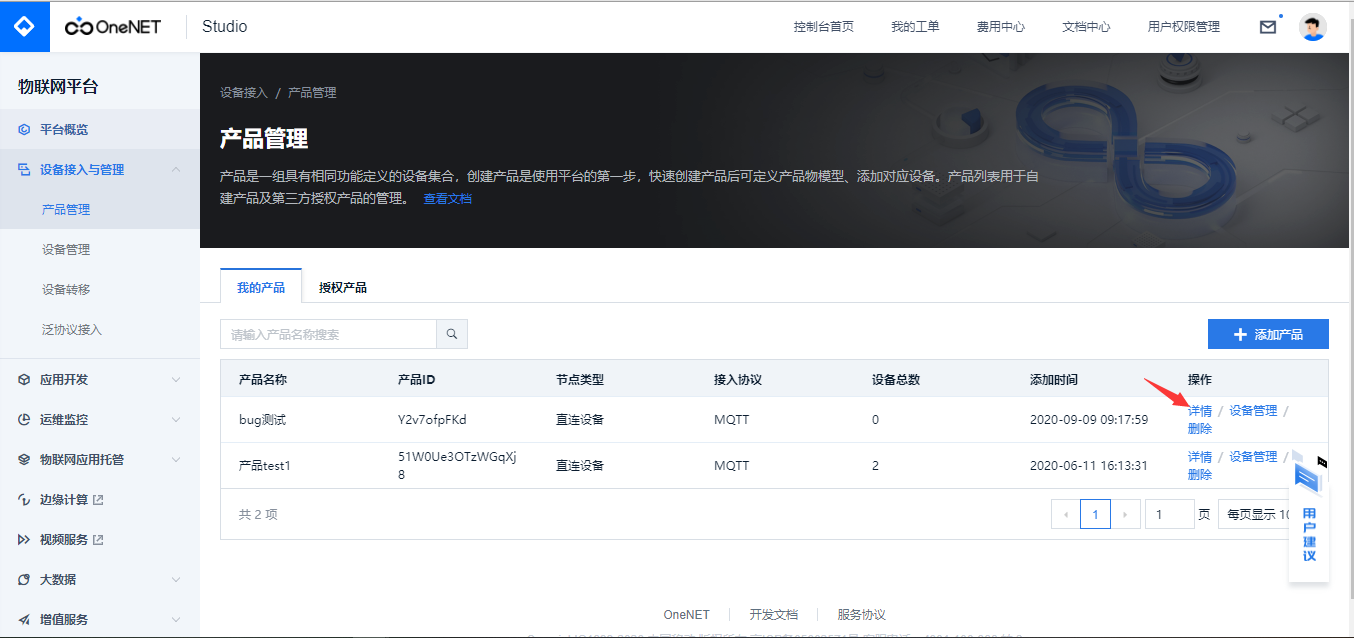 OneNET Studio 控制台首页 我的工单 费用中心 文档中心 用户权限管理
物联网平台
平台概览
设备接入与管理
产品管理
设备管理
设备转移
泛协议接入
应用开发
运维监控
物联网应用托管
边缘计算
视频服务
大数据
增值服务
设备接入 / 产品管理
产品管理
产品是一组具有相同功能定义的设备集合，创建产品是使用平台的第一步，快速创建产品后可定义产品物模型、添加对应设备。产品列表用于自
建产品及第三方授权产品的管理。 查看文档
我的产品 授权产品
请输入产品名称搜索 添加产品
产品名称 产品ID 节点类型 接入协议 设备总数 添加时间 操作
bug测试 Y2v7ofpFKd 直连设备 MQTT 0 2020-09-09 09:17:59 详情 / 设备管理 /
删除
产品test1 51W0Ue3OTzWGqXj 直连设备 MQTT 2 2020-06-11 16:13:31 详情 / 设备管理 /
8 删除
共 2 项 1 1 页 每页显示 10
用户建议
OneNET 开发文档 服务协议